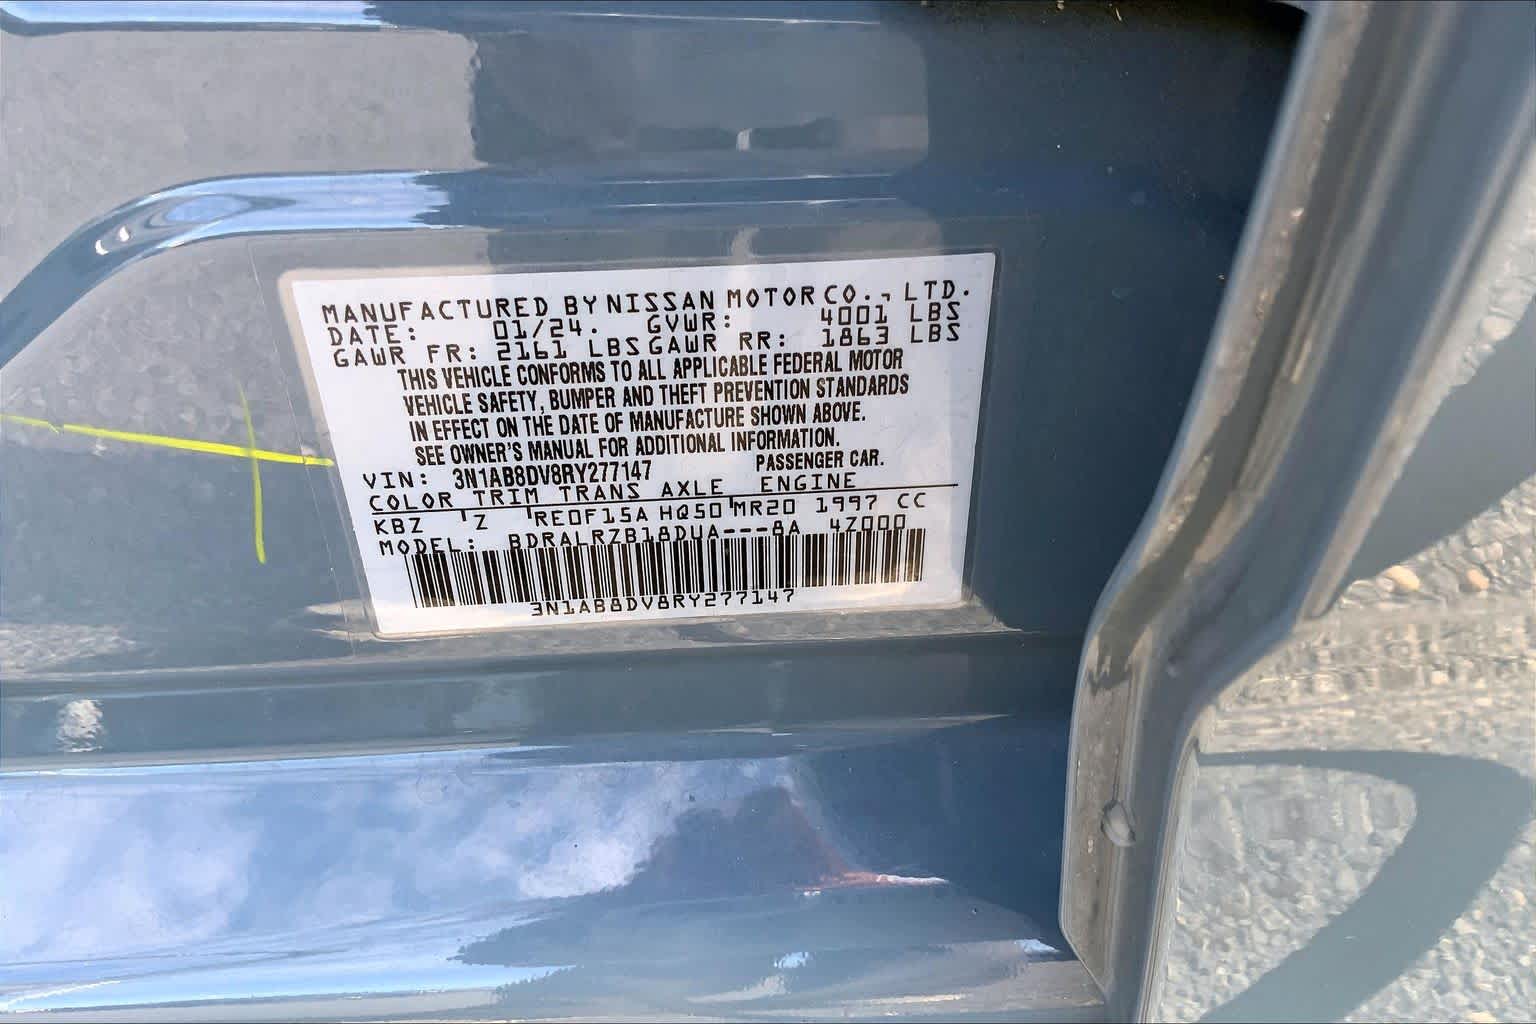 MANUFACTURED BY NISSAN MOTOR CO., LTD.
DATE: 01/24. GVWR: 4001 LBS
GAWR FR: 2161 LBS GAWR RR: 1863 LBS
THIS VEHICLE CONFORMS TO ALL APPLICABLE FEDERAL MOTOR
VEHICLE SAFETY, BUMPER AND THEFT PREVENTION STANDARDS
IN EFFECT ON THE DATE OF MANUFACTURE SHOWN ABOVE.
SEE OWNER'S MANUAL FOR ADDITIONAL INFORMATION.
VIN: 3N1AB8DV8RY277147 PASSENGER CAR.
COLOR TRIM TRANS AXLE ENGINE
KBZ ' Z 'RE0F15A HQ50'MR20 1997 CC
MODEL: BDRALRZB18DUA---8A 4Z000
3N1AB8DV8RY277147